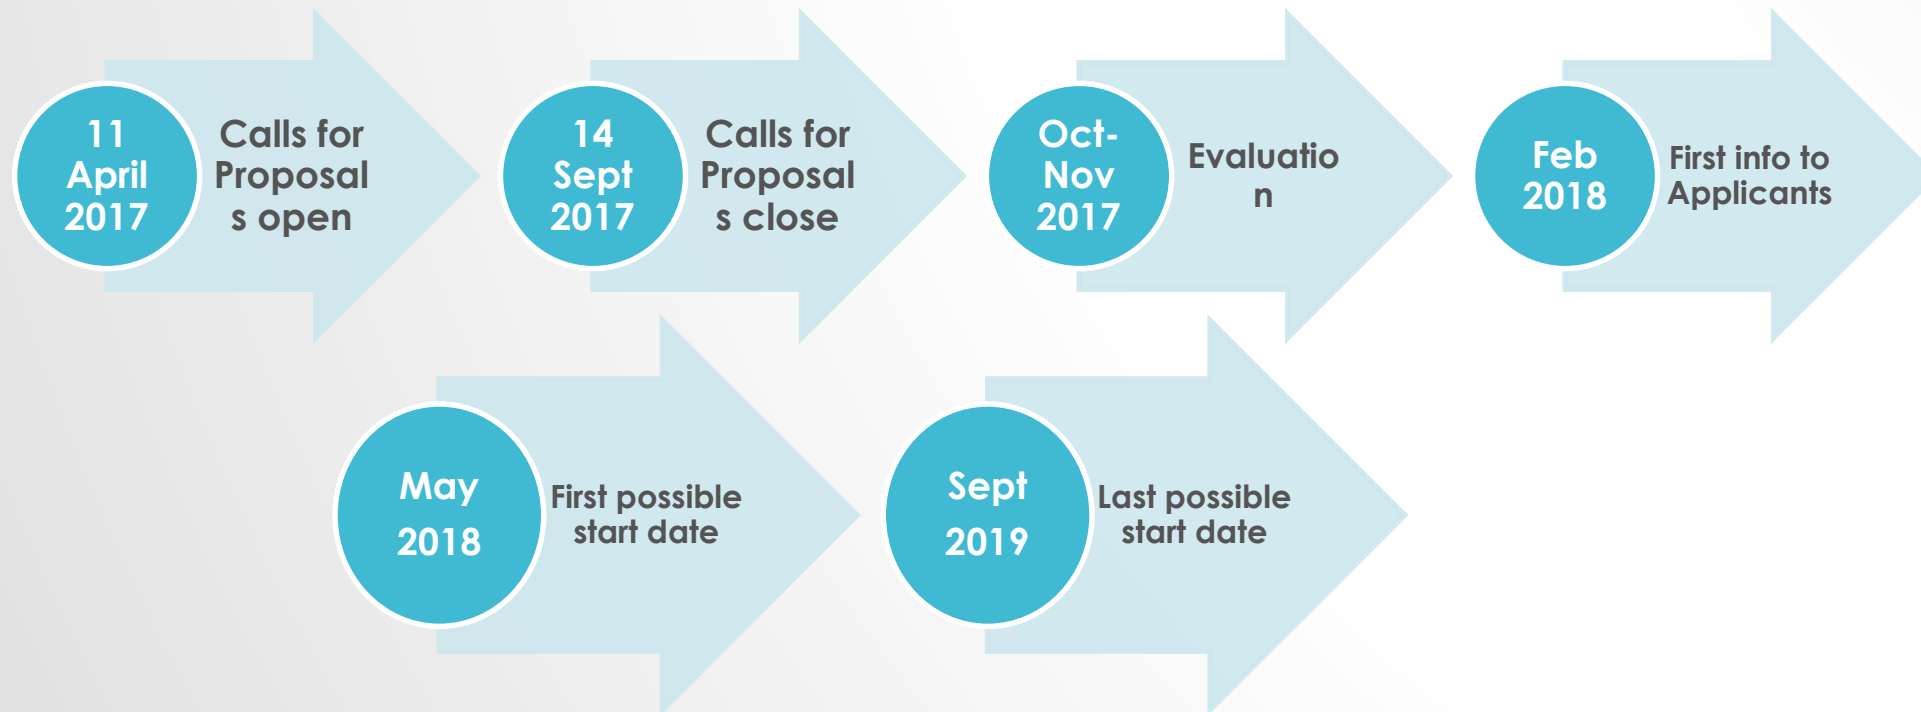 11
April
2017
Calls for
Proposal
s open
14
Sept
2017
Calls for
Proposal
s close
Oct-
Nov
2017
Evaluatio
n
Feb
2018
First info to
Applicants
May
2018
First possible
start date
Sept
2019
Last possible
start date